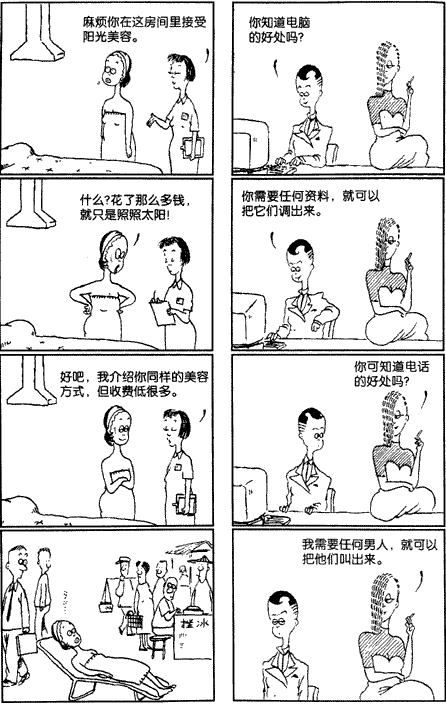 麻烦你在这房间里接受
阳光美容。
什么?花了那么多钱，
就只是照照太阳!
好吧，我介绍你同样的美容
方式，但收费低很多。
你知道电脑
的好处吗?
你需要任何资料，就可以
把它们调出来。
你可知道电话
的好处吗?
我需要任何男人，就可以
把他们叫出来。